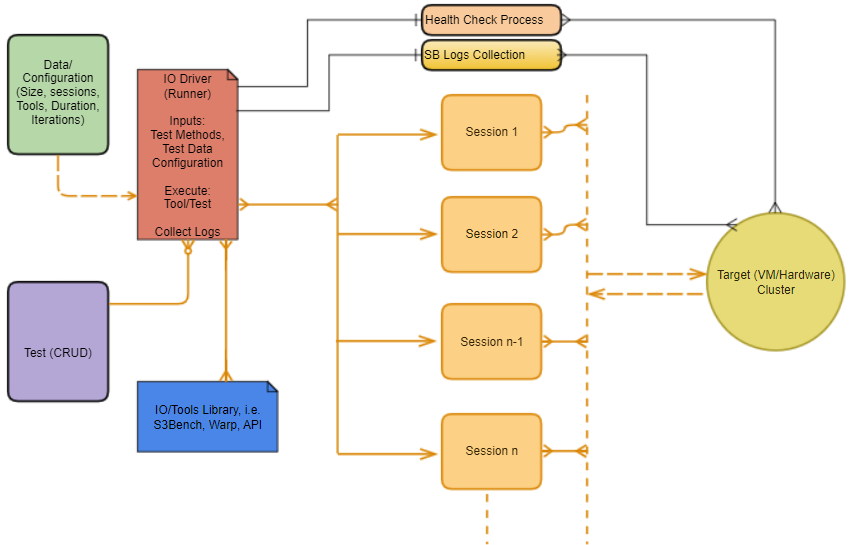 Health Check Process
SB Logs Collection
Data/
Configuration
(Size, sessions,
Tools, Duration,
Iterations)
IO Driver
(Runner)
Inputs:
Test Methods,
Test Data
Configuration
Execute:
Tool/Test
Collect Logs
Session 1
Session 2
Session n-1
Session n
Target (VM/Hardware)
Cluster
Test (CRUD)
IO/Tools Library, i.e.
S3Bench, Warp, API